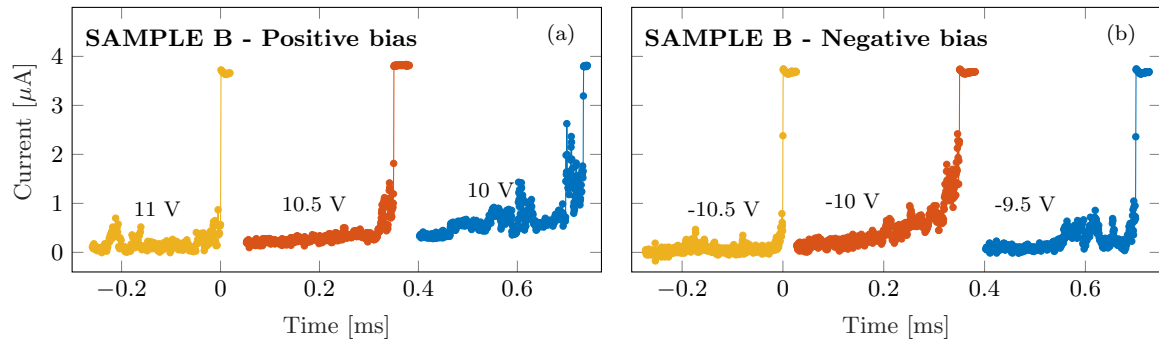 SAMPLE B - Positive bias (a)
SAMPLE B - Negative bias (b)
4
3
2
1
0
Current [μA]
11 V
10.5 V
10 V
-10.5 V
-10 V
-9.5 V
−0.2 0 0.2 0.4 0.6
−0.2 0 0.2 0.4 0.6
Time [ms]
Time [ms]